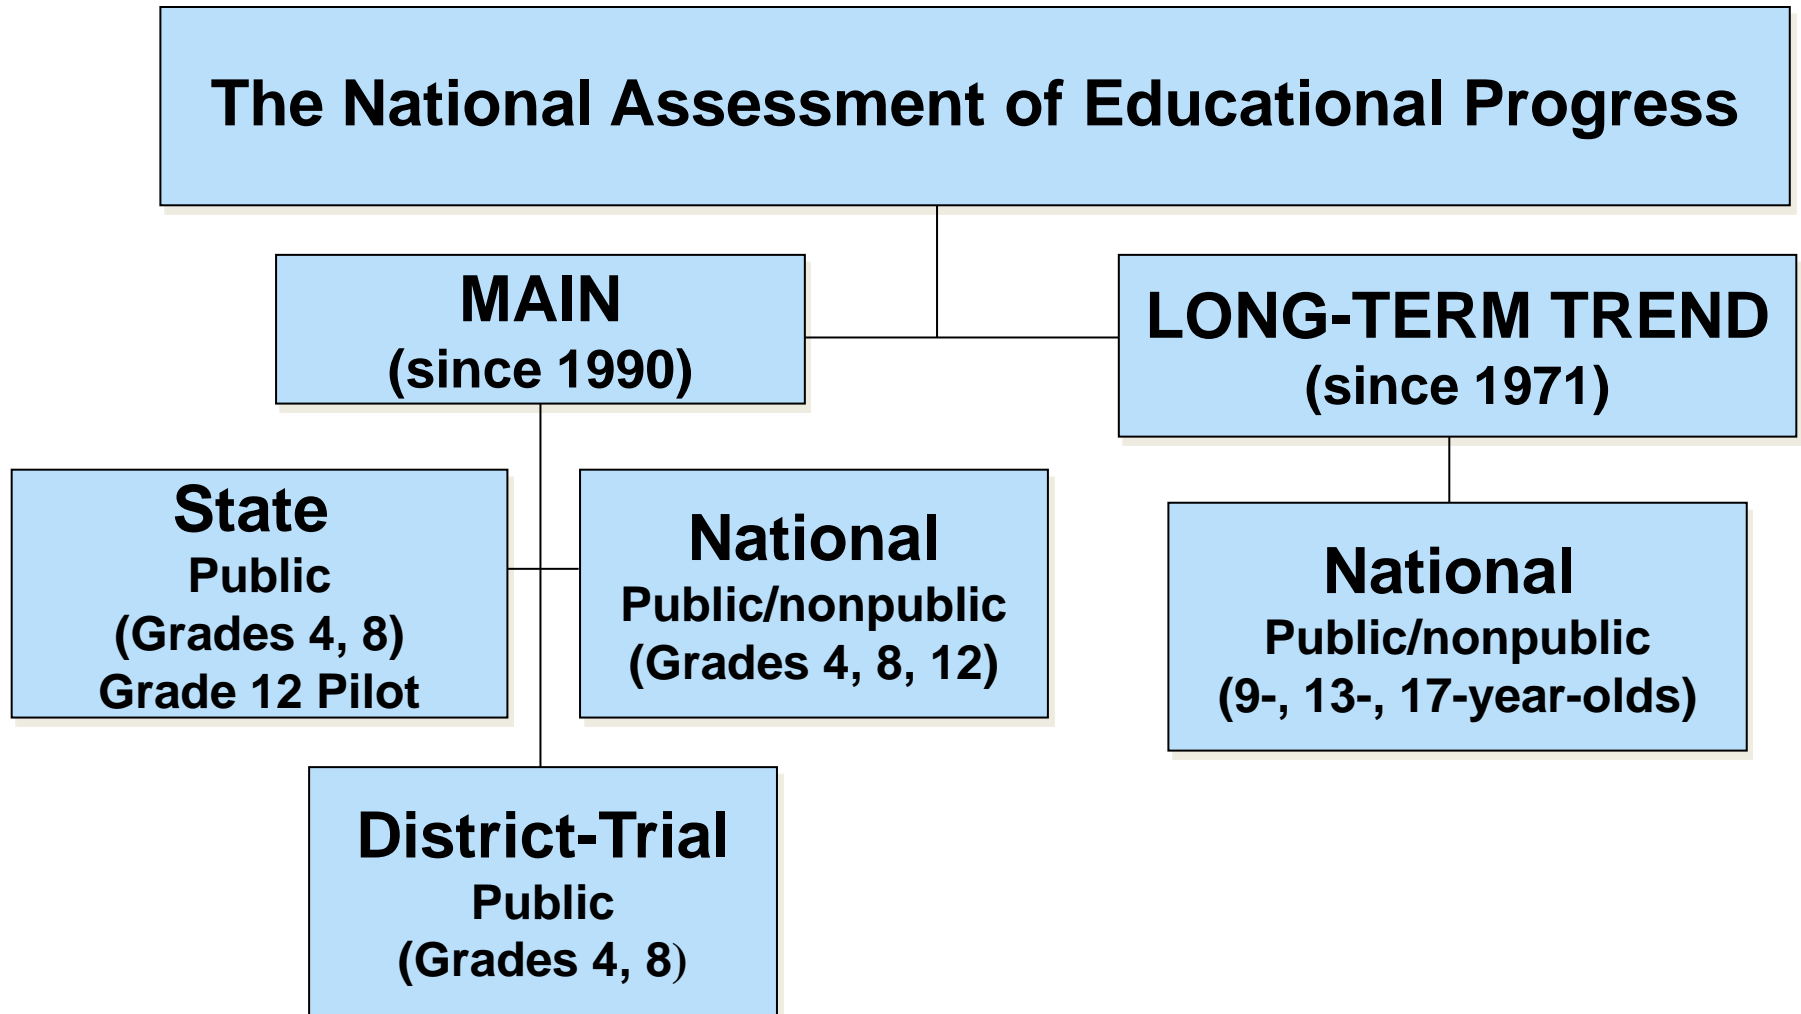 The National Assessment of Educational Progress
MAIN
(since 1990)
LONG-TERM TREND
(since 1971)
State
Public
(Grades 4, 8)
Grade 12 Pilot
National
Public/nonpublic
(Grades 4, 8, 12)
National
Public/nonpublic
(9-, 13-, 17-year-olds)
District-Trial
Public
(Grades 4, 8)